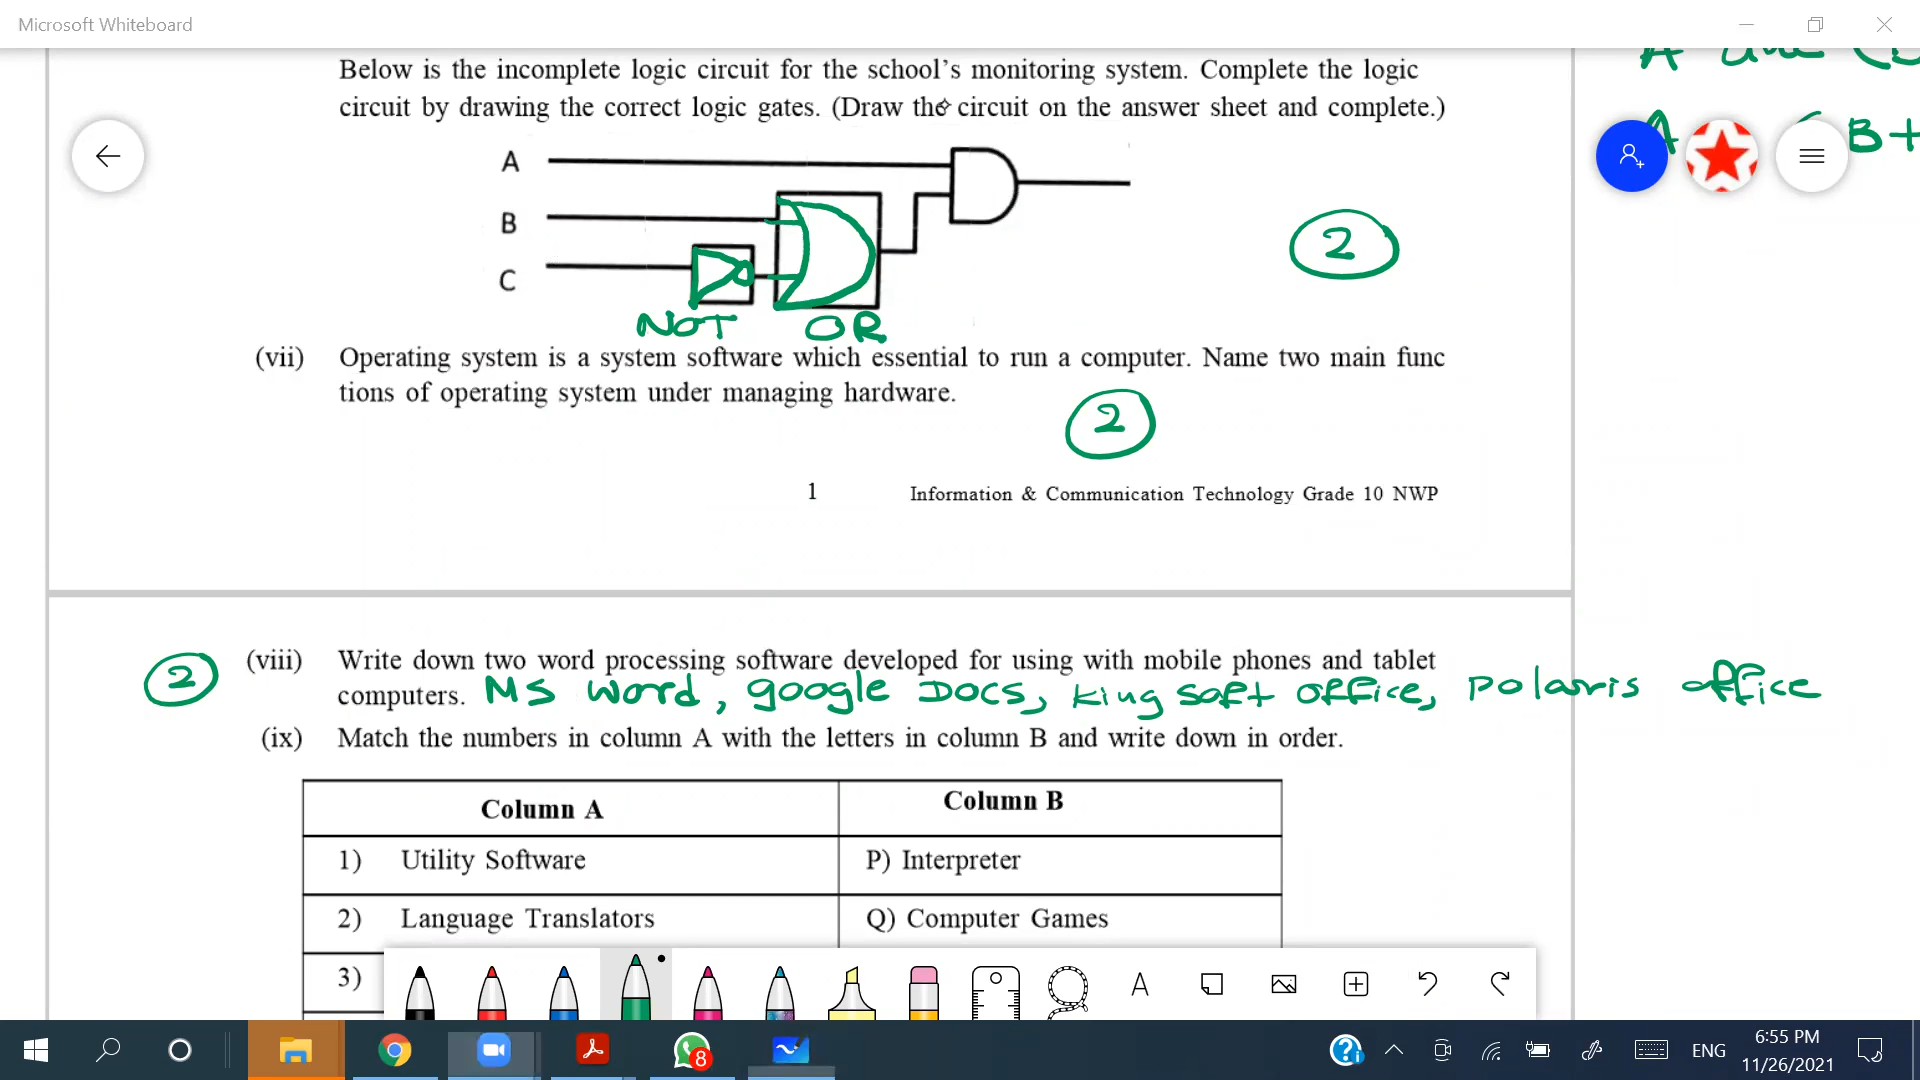 Microsoft Whiteboard
Below is the incomplete logic circuit for the school's monitoring system. Complete the logic
circuit by drawing the correct logic gates. (Draw the circuit on the answer sheet and complete.)
B+
A
B
C
2
NOT OR
(vii) Operating system is a system software which essential to run a computer. Name two main func
tions of operating system under managing hardware.
2
1 Information & Communication Technology Grade 10 NWP
2 (viii) Write down two word processing software developed for using with mobile phones and tablet
computers. MS Word, google Docs, king soft office, polaris office
(ix) Match the numbers in column A with the letters in column B and write down in order.
Column A Column B
1) Utility Software P) Interpreter
2) Language Translators Q) Computer Games
3)
A
8
ENG
6:55 PM
11/26/2021